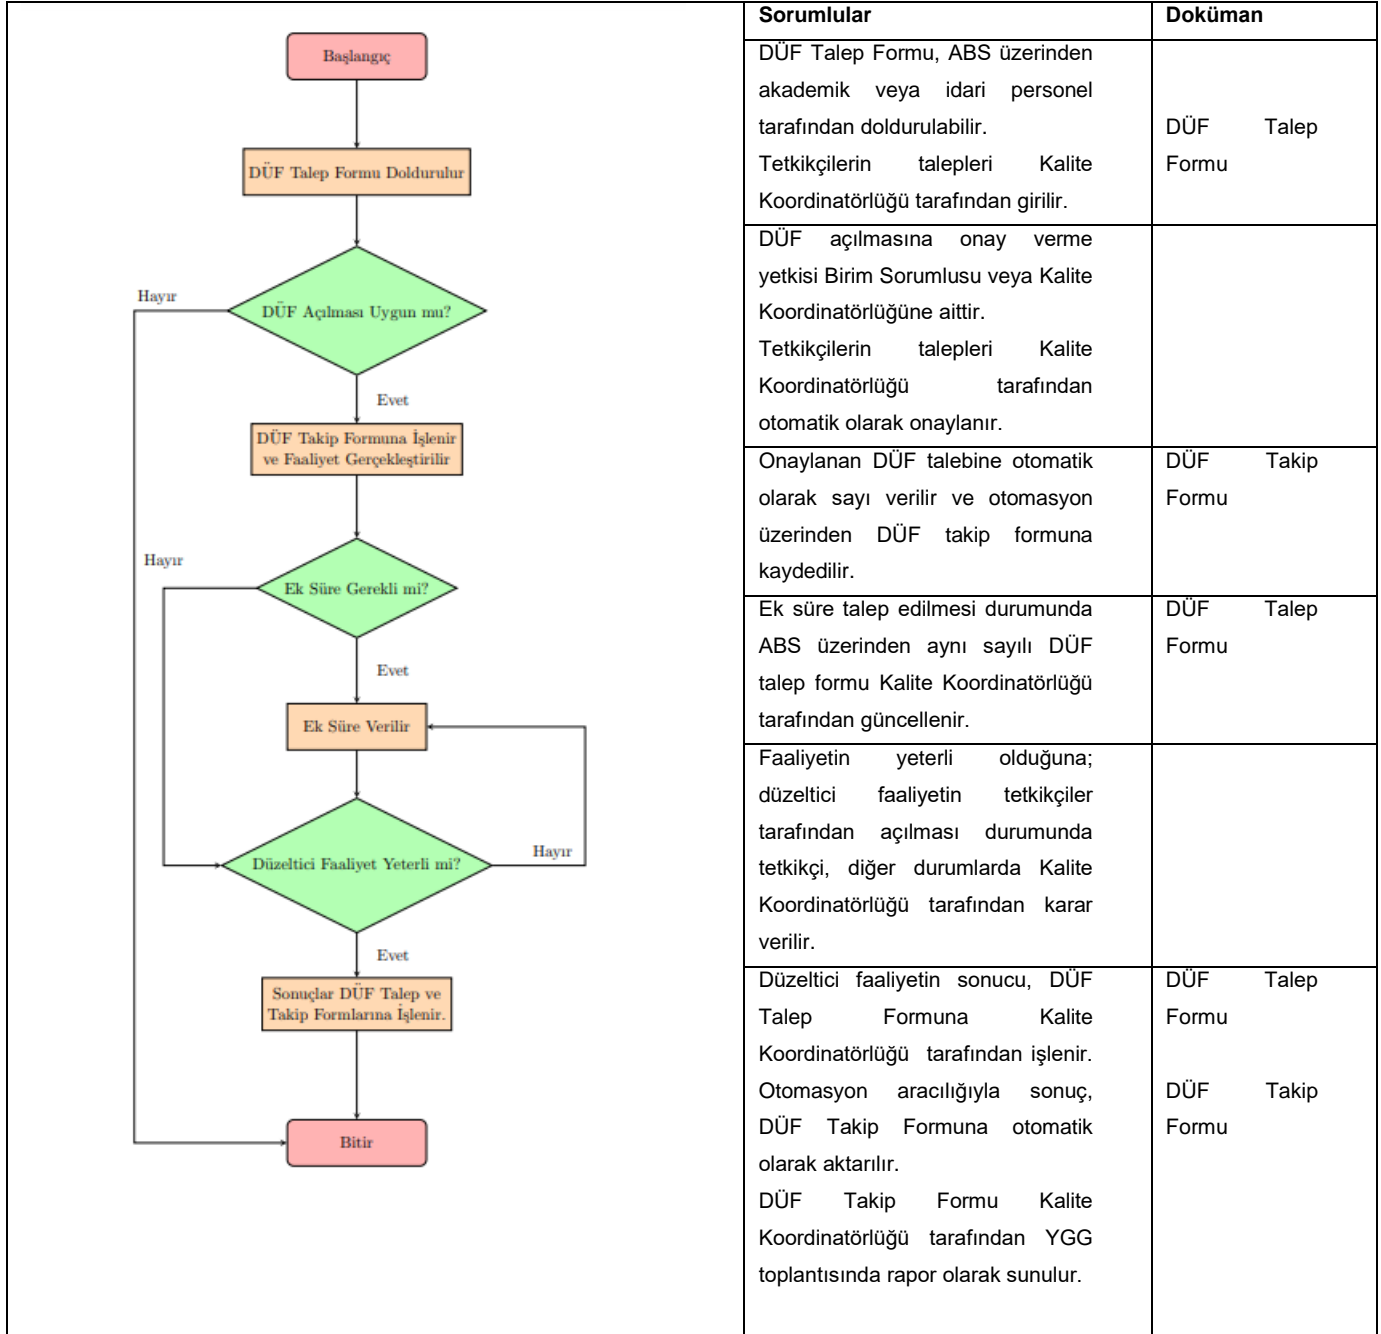 Başlangıç
DÜF Talep Formu Doldurulur
DÜF Açılması Uygun mu?
Hayır
Evet
DÜF Takip Formuna İşlenir
ve Faaliyet Gerçekleştirilir
Hayır
Ek Süre Gerekli mi?
Evet
Ek Süre Verilir
Düzeltici Faaliyet Yeterli mi?
Hayır
Evet
Sonuçlar DÜF Talep ve
Takip Formlarına İşlenir.
Bitir
Sorumlular
Doküman
DÜF Talep Formu, ABS üzerinden
akademik veya idari personel
tarafından doldurulabilir.
Tetkikçilerin talepleri Kalite
Koordinatörlüğü tarafından girilir.
DÜF Talep
Formu
DÜF açılmasına onay verme
yetkisi Birim Sorumlusu veya Kalite
Koordinatörlüğüne aittir.
Tetkikçilerin talepleri Kalite
Koordinatörlüğü tarafından
otomatik olarak onaylanır.
Onaylanan DÜF talebine otomatik
olarak sayı verilir ve otomasyon
üzerinden DÜF takip formuna
kaydedilir.
DÜF Takip
Formu
Ek süre talep edilmesi durumunda
ABS üzerinden aynı sayılı DÜF
talep formu Kalite Koordinatörlüğü
tarafından güncellenir.
DÜF Talep
Formu
Faaliyetin yeterli olduğuna;
düzeltici faaliyetin tetkikçiler
tarafından açılması durumunda
tetkikçi, diğer durumlarda Kalite
Koordinatörlüğü tarafından karar
verilir.
Düzeltici faaliyetin sonucu, DÜF
Talep Formuna Kalite
Koordinatörlüğü tarafından işlenir.
Otomasyon aracılığıyla sonuç,
DÜF Takip Formuna otomatik
olarak aktarılır.
DÜF Takip Formu Kalite
Koordinatörlüğü tarafından YGG
toplantısında rapor olarak sunulur.
DÜF Talep
Formu
DÜF Takip
Formu